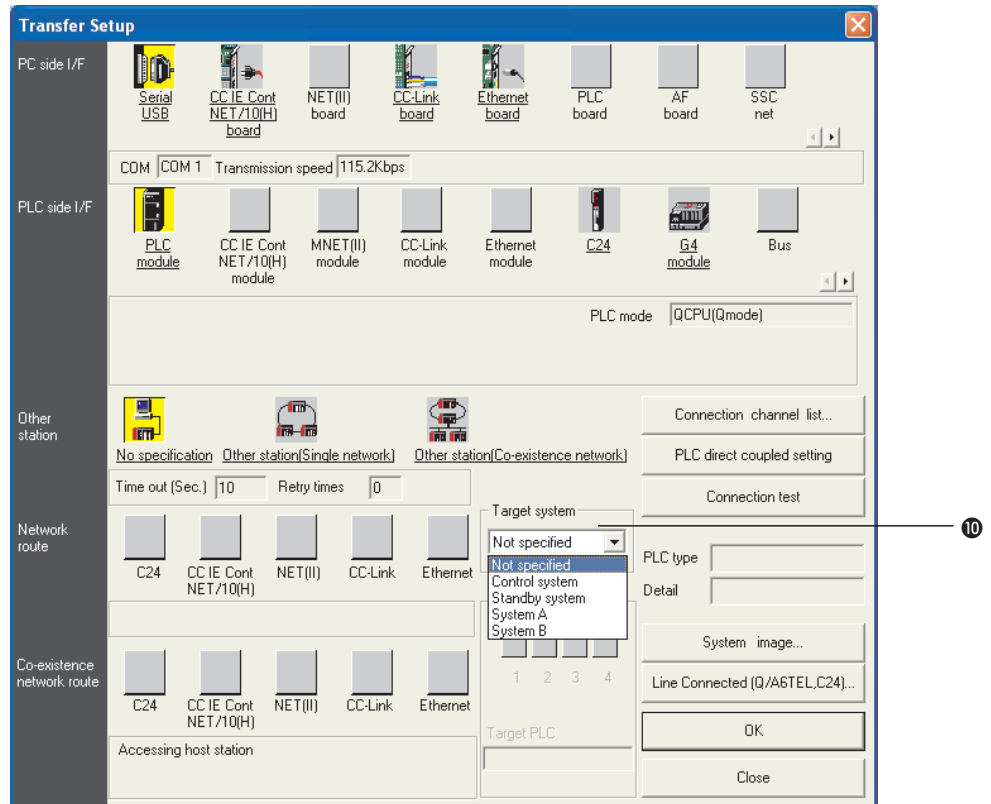 Transfer Setup
PC side I/F
Serial
USB
CC IE Cont
NET/10(H)
board
NET(II)
board
CC-Link
board
Ethernet
board
PLC
board
AF
board
SSC
net
COM COM 1 Transmission speed 115.2Kbps
PLC side I/F
PLC
module
CC IE Cont
NET/10(H)
module
MNET(II)
module
CC-Link
module
Ethernet
module
C24
G4
module
Bus
PLC mode QCPU(Qmode)
Other
station
No specification
Other station(Single network)
Other station(Co-existence network)
Time out (Sec.) 10 Retry times 0
Connection channel list...
PLC direct coupled setting
Connection test
Network
route
C24
CC IE Cont
NET/10(H)
NET(II)
CC-Link
Ethernet
Target system
Not specified
Not specified
Control system
Standby system
System A
System B
❿
1 2 3 4
Target PLC
PLC type
Detail
System image...
Line Connected (Q/A6TEL,C24)...
OK
Close
Co-existence
network route
C24
CC IE Cont
NET/10(H)
NET(II)
CC-Link
Ethernet
Accessing host station